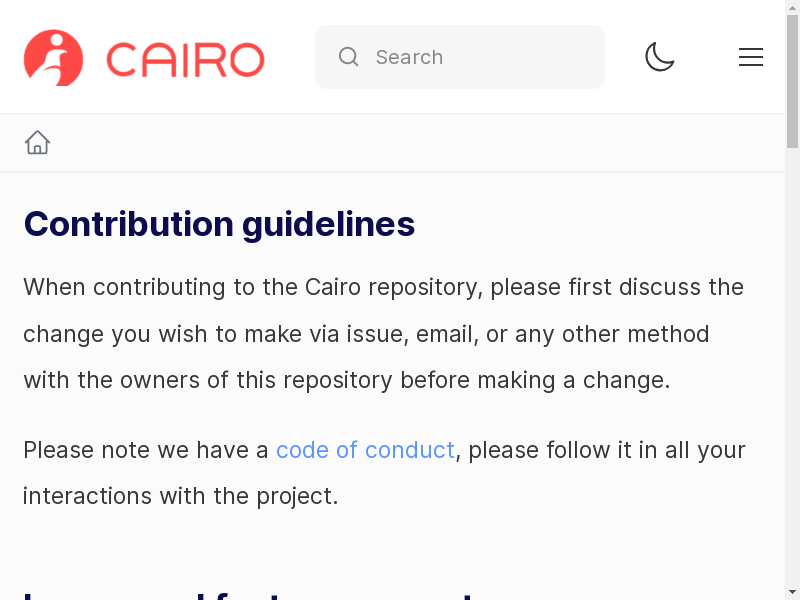 CAIRO
Search
Contribution guidelines
When contributing to the Cairo repository, please first discuss the
change you wish to make via issue, email, or any other method
with the owners of this repository before making a change.
Please note we have a code of conduct, please follow it in all your
interactions with the project.